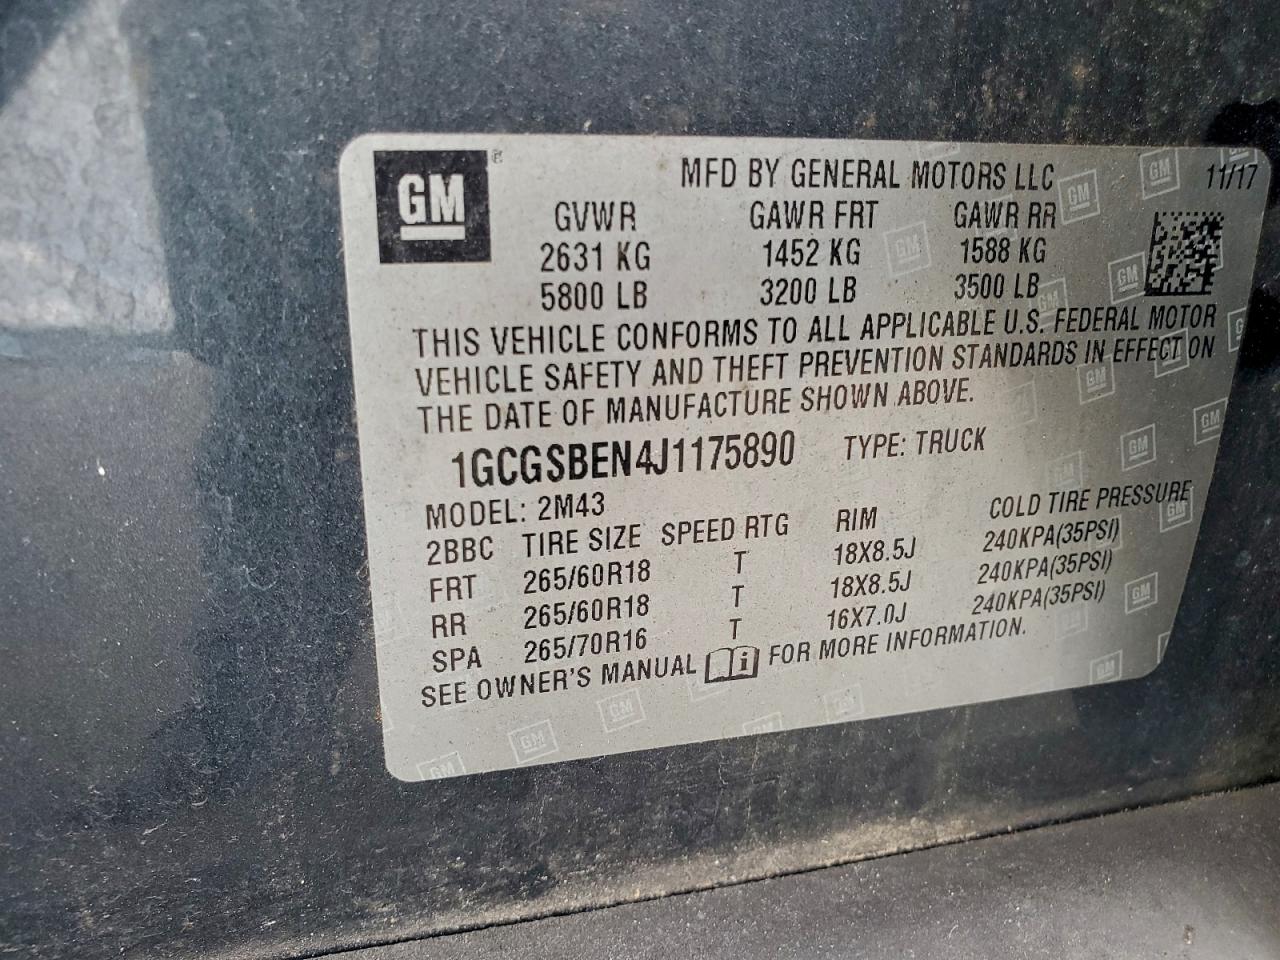 GM
MFD BY GENERAL MOTORS LLC 11/17
GVWR GAWR FRT GAWR RR
2631 KG 1452 KG 1588 KG
5800 LB 3200 LB 3500 LB
THIS VEHICLE CONFORMS TO ALL APPLICABLE U.S. FEDERAL MOTOR
VEHICLE SAFETY AND THEFT PREVENTION STANDARDS IN EFFECT ON
THE DATE OF MANUFACTURE SHOWN ABOVE.
1GCGSBEN4J1175890 TYPE: TRUCK
MODEL: 2M43
2BBC TIRE SIZE SPEED RTG RIM COLD TIRE PRESSURE
FRT 265/60R18 T 18X8.5J 240KPA(35PSI)
RR 265/60R18 T 18X8.5J 240KPA(35PSI)
SPA 265/70R16 T 16X7.0J 240KPA(35PSI)
SEE OWNER'S MANUAL FOR MORE INFORMATION.